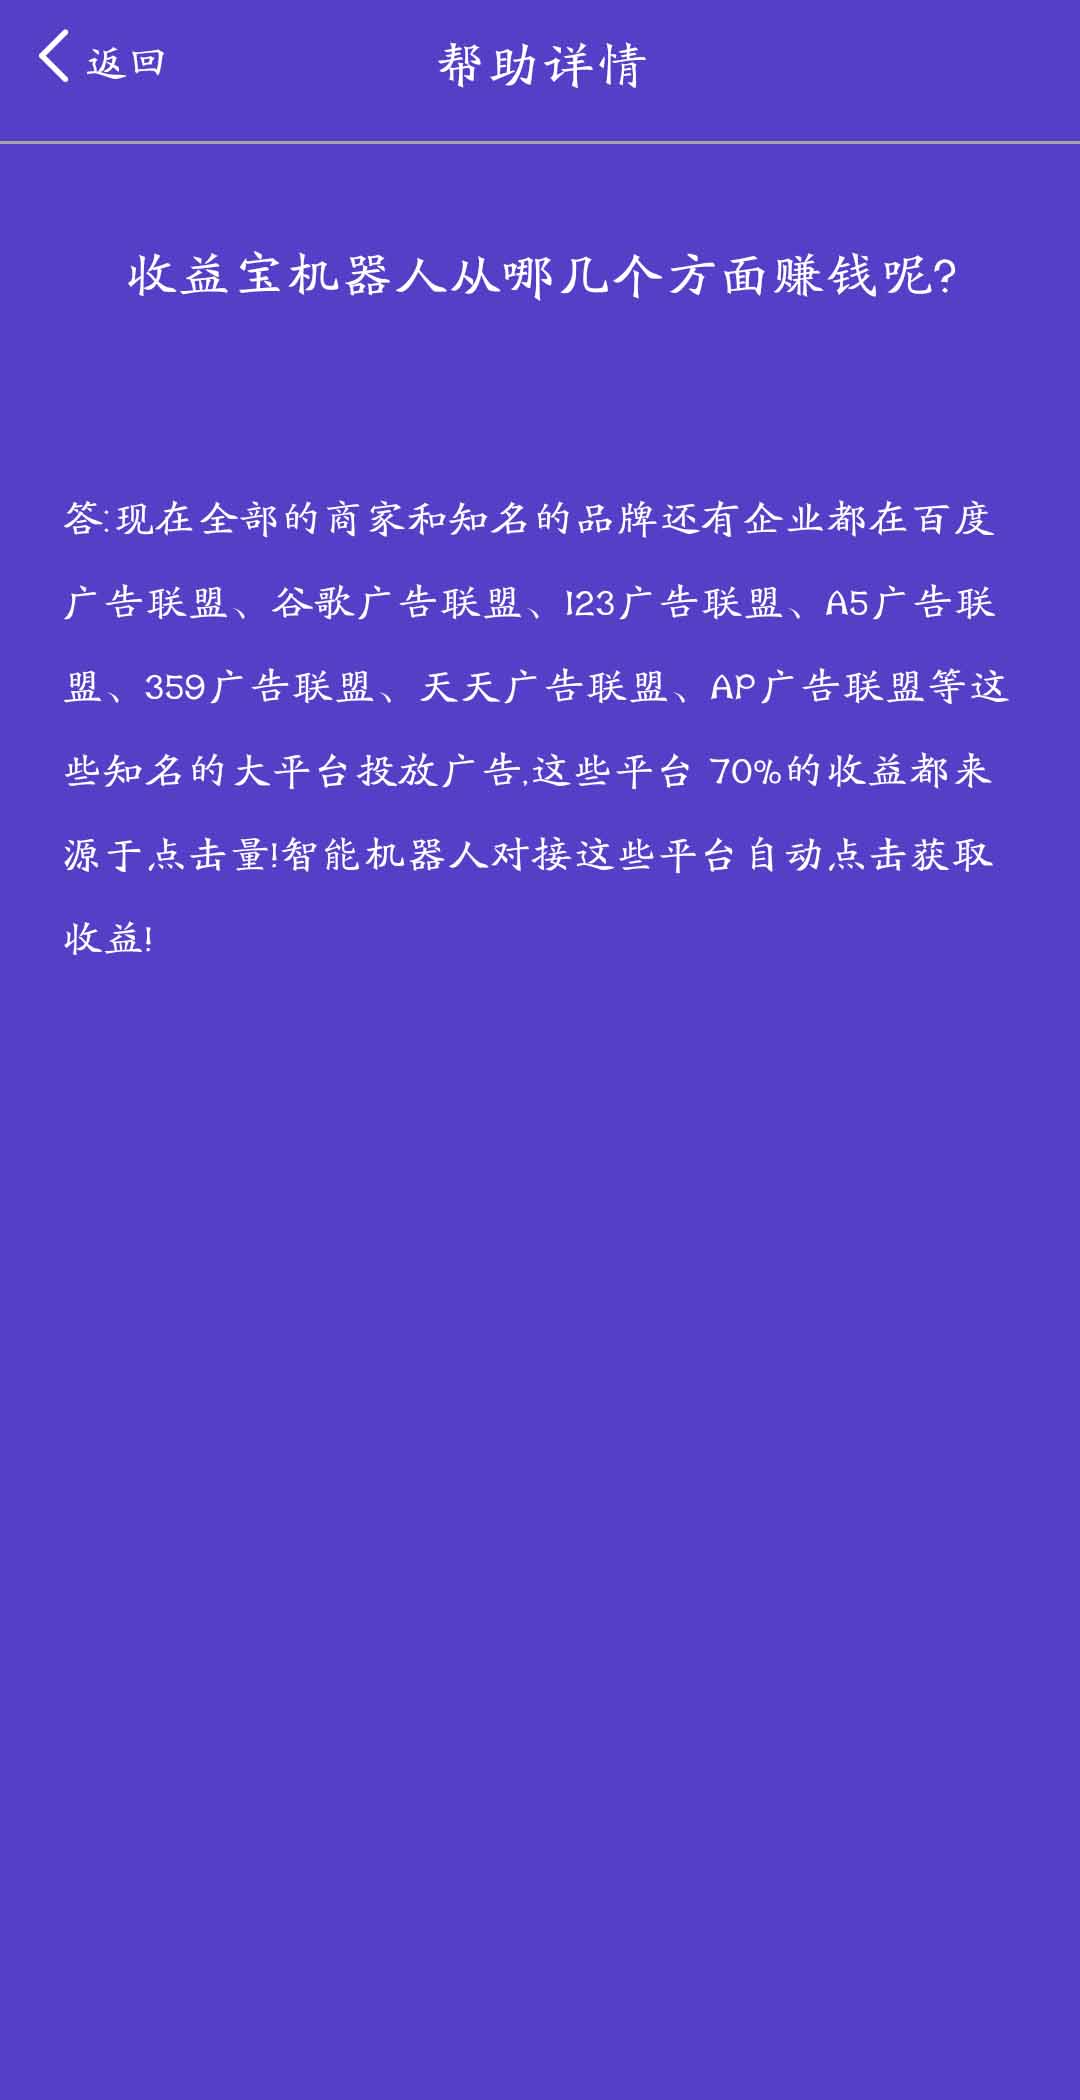 返回
帮助详情
收益宝机器人从哪几个方面赚钱呢?
答:现在全部的商家和知名的品牌还有企业都在百度
广告联盟、谷歌广告联盟、123广告联盟、A5广告联
盟、359广告联盟、天天广告联盟、AP广告联盟等这
些知名的大平台投放广告,这些平台 70%的收益都来
源于点击量!智能机器人对接这些平台自动点击获取
收益!